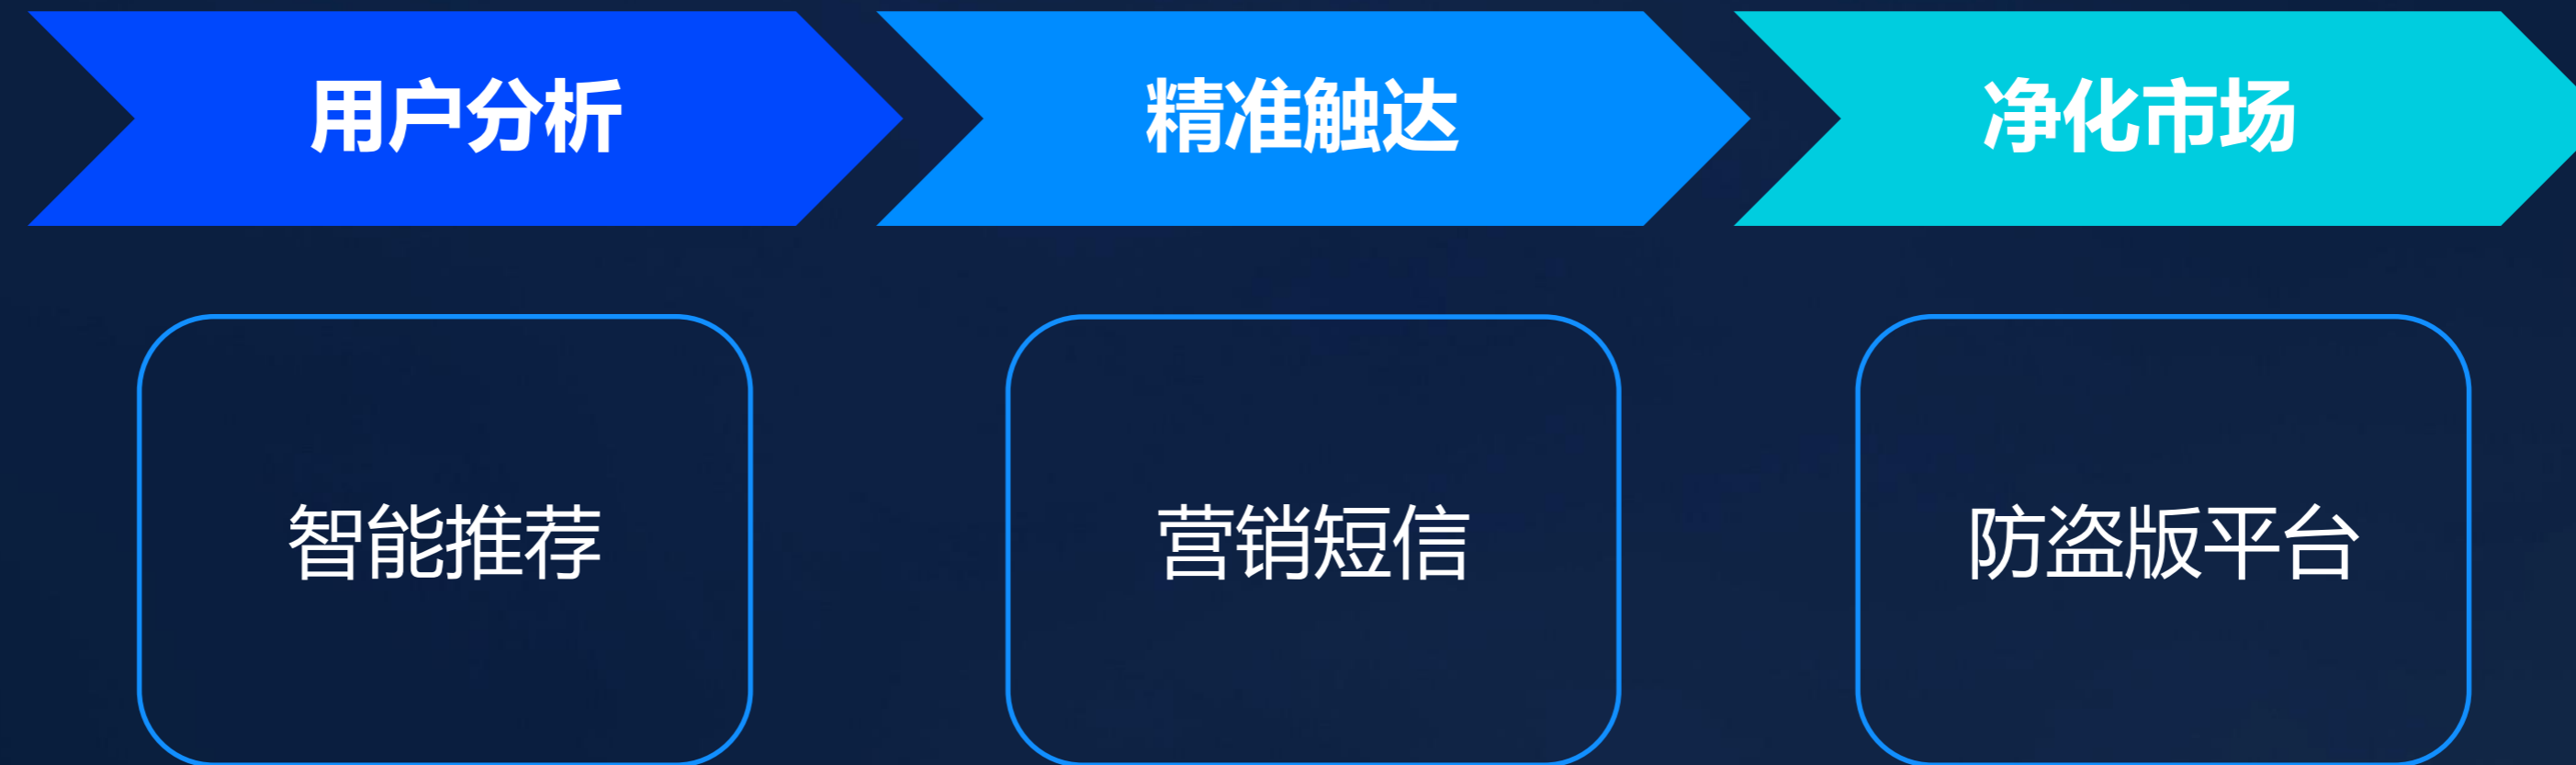 用户分析
精准触达
净化市场
智能推荐
营销短信
防盗版平台